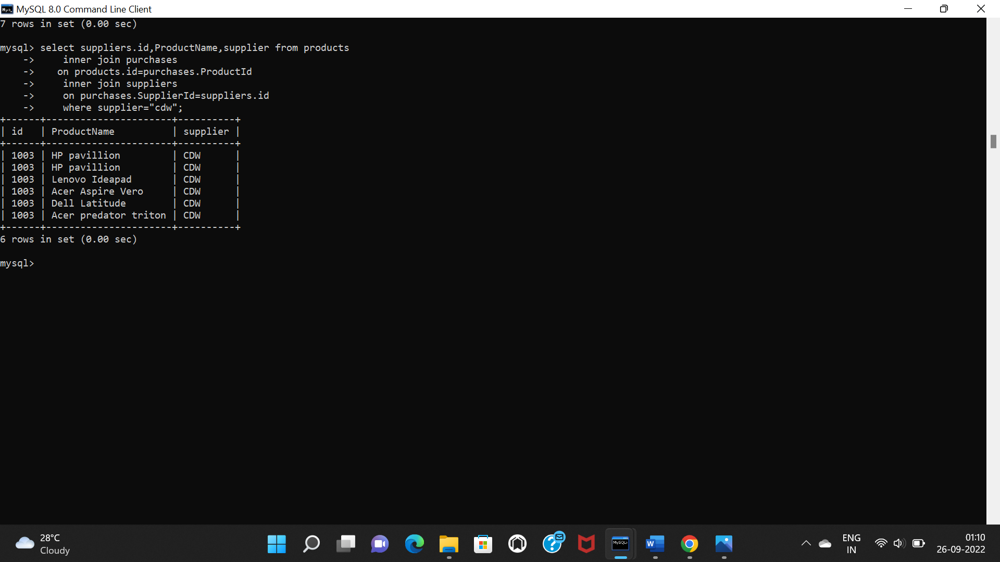 MySQL 8.0 Command Line Client
7 rows in set (0.00 sec)
mysql> select suppliers.id,ProductName,supplier from products
    ->     inner join purchases
    ->    on products.id=purchases.ProductId
    ->     inner join suppliers
    ->     on purchases.SupplierId=suppliers.id
    ->     where supplier="cdw";
+------+----------------------+----------+
| id   | ProductName          | supplier |
+------+----------------------+----------+
| 1003 | HP pavillion         | CDW      |
| 1003 | HP pavillion         | CDW      |
| 1003 | Lenovo Ideapad       | CDW      |
| 1003 | Acer Aspire Vero     | CDW      |
| 1003 | Dell Latitude        | CDW      |
| 1003 | Acer predator triton | CDW      |
+------+----------------------+----------+
6 rows in set (0.00 sec)
mysql>
28°C
Cloudy
MySQL>
W
ENG
IN
01:10
26-09-2022